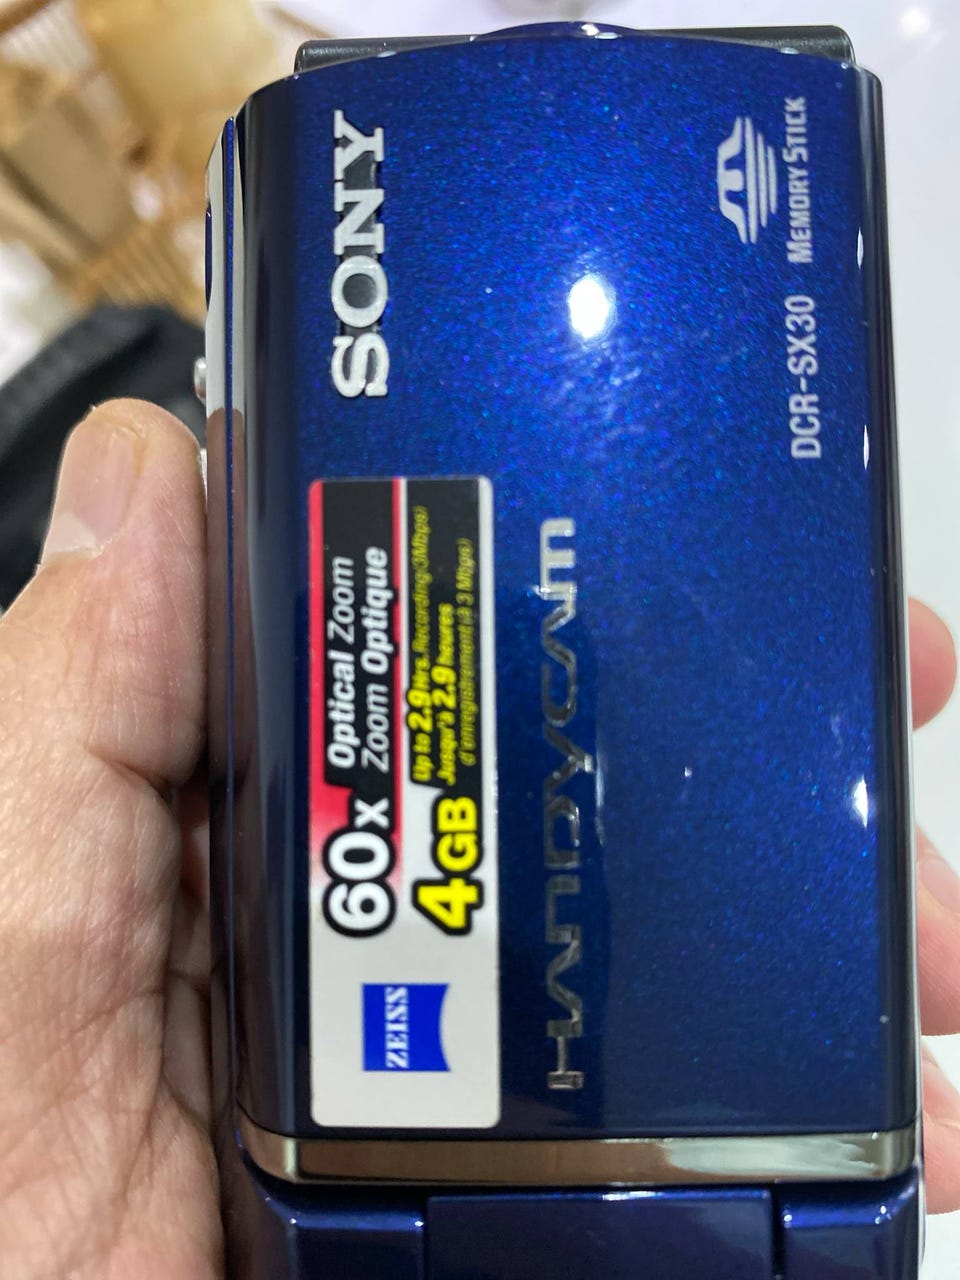 SONY
ZEISS
60x Optical Zoom
Zoom Optique
4GB Up to 2.9 Hrs. Recording (3Mbps)
Jusqu'à 2.9 heures
d'enregistrement (à 3 Mbps)
HANDYCAM
MEMORY STICK
DCR-SX30